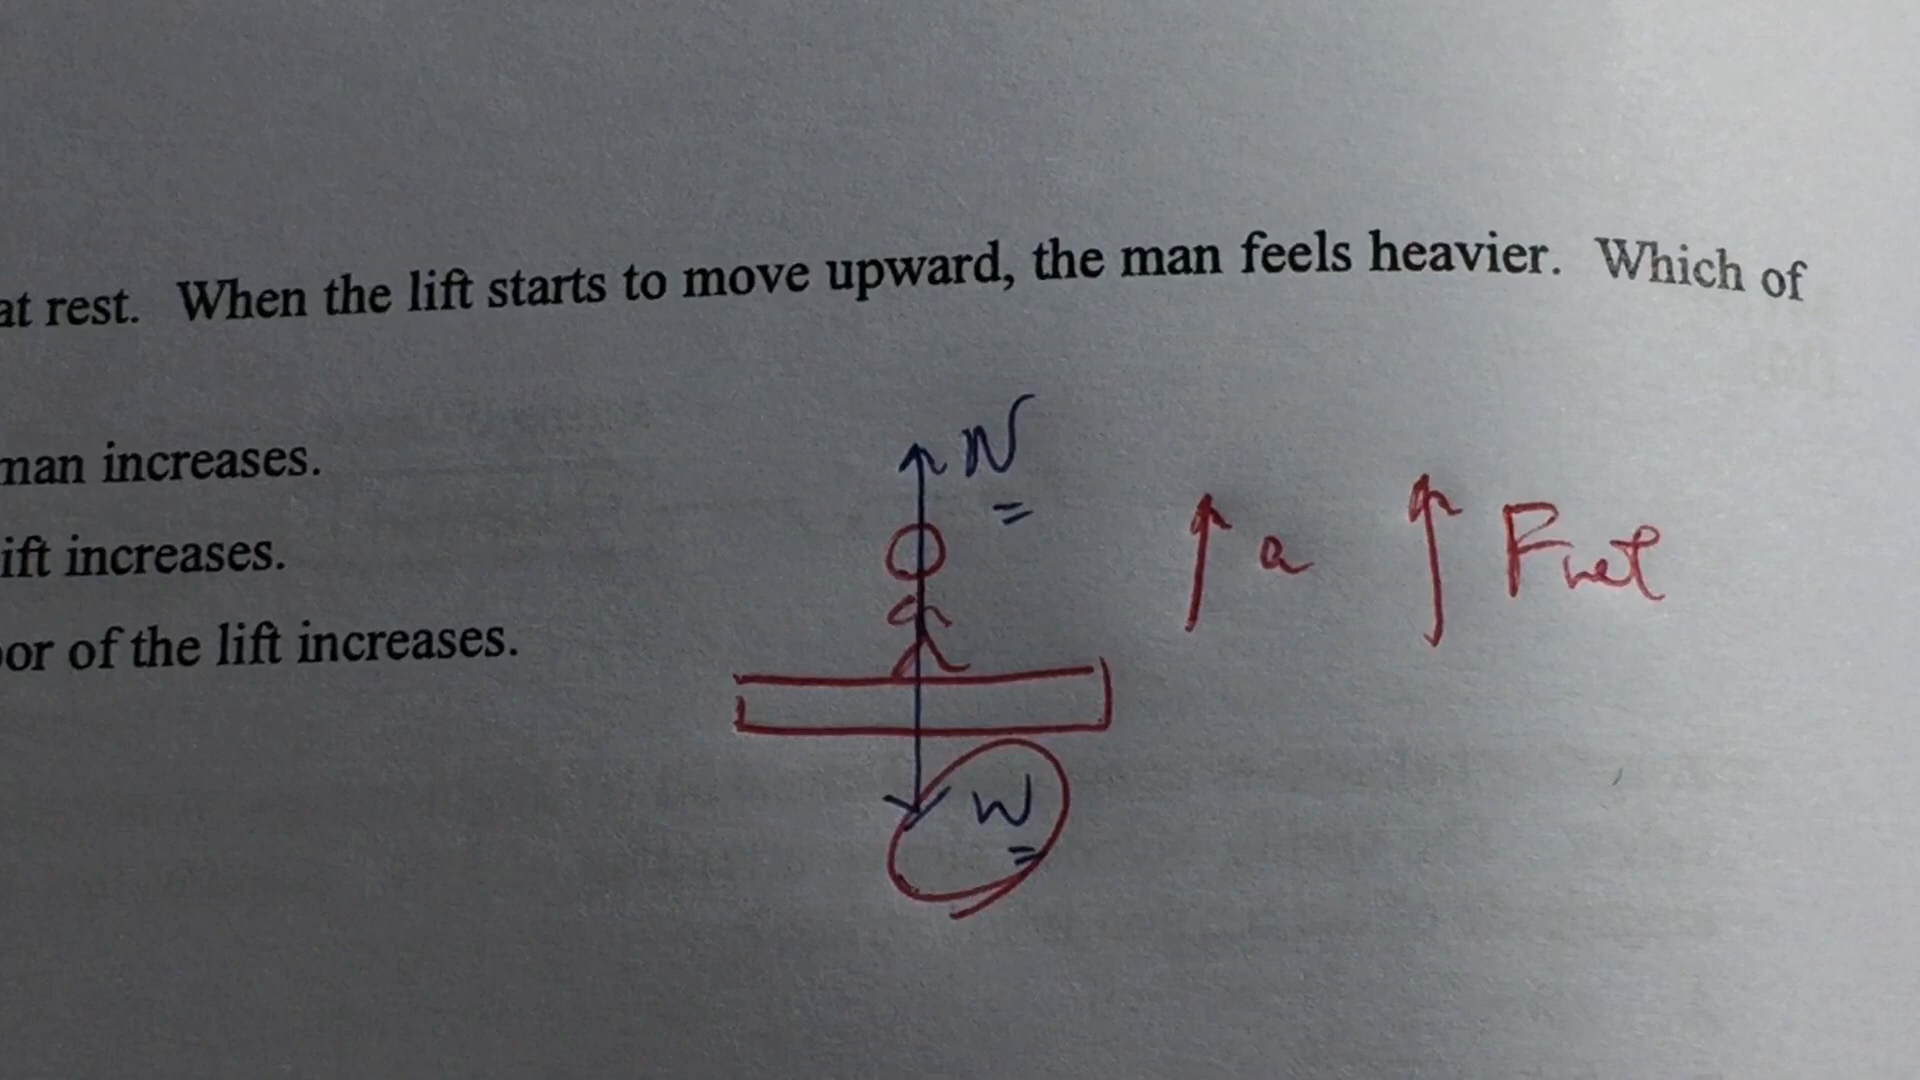 at rest. When the lift starts to move upward, the man feels heavier. Which of
man increases.
ift increases.
or of the lift increases.
N
=
a
Fnet
W
=